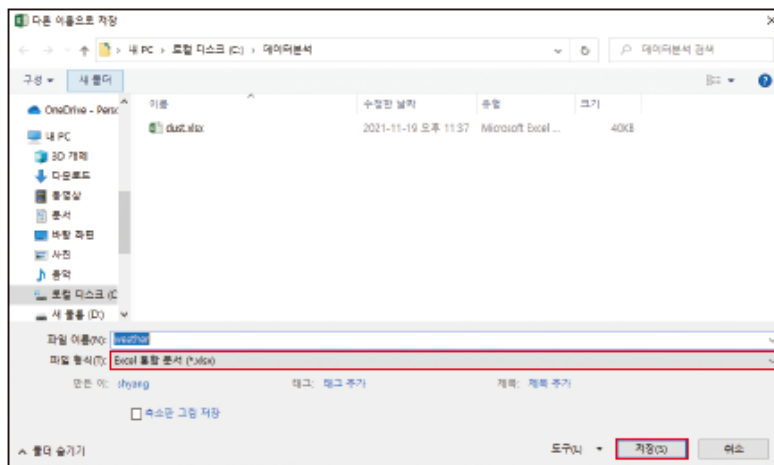 다른 이름으로 저장
내 PC > 로컬 디스크 (C:) > 데이터분석
데이터분석 검색
구성
새 폴더
이름
수정한 날짜
유형
크기
OneDrive - Persc
dust.xlsx
2021-11-19 오후 11:37
Microsoft Excel ...
40KB
내 PC
3D 개체
다운로드
동영상
문서
바탕 화면
사진
음악
로컬 디스크 (C
새 볼륨 (D:)
파일 이름(N): weather
파일 형식(T): Excel 통합 문서 (*.xlsx)
만든 이: shyang
태그: 태그 추가
제목: 제목 추가
축소판 그림 저장
폴더 숨기기
도구(L)
저장(S)
취소